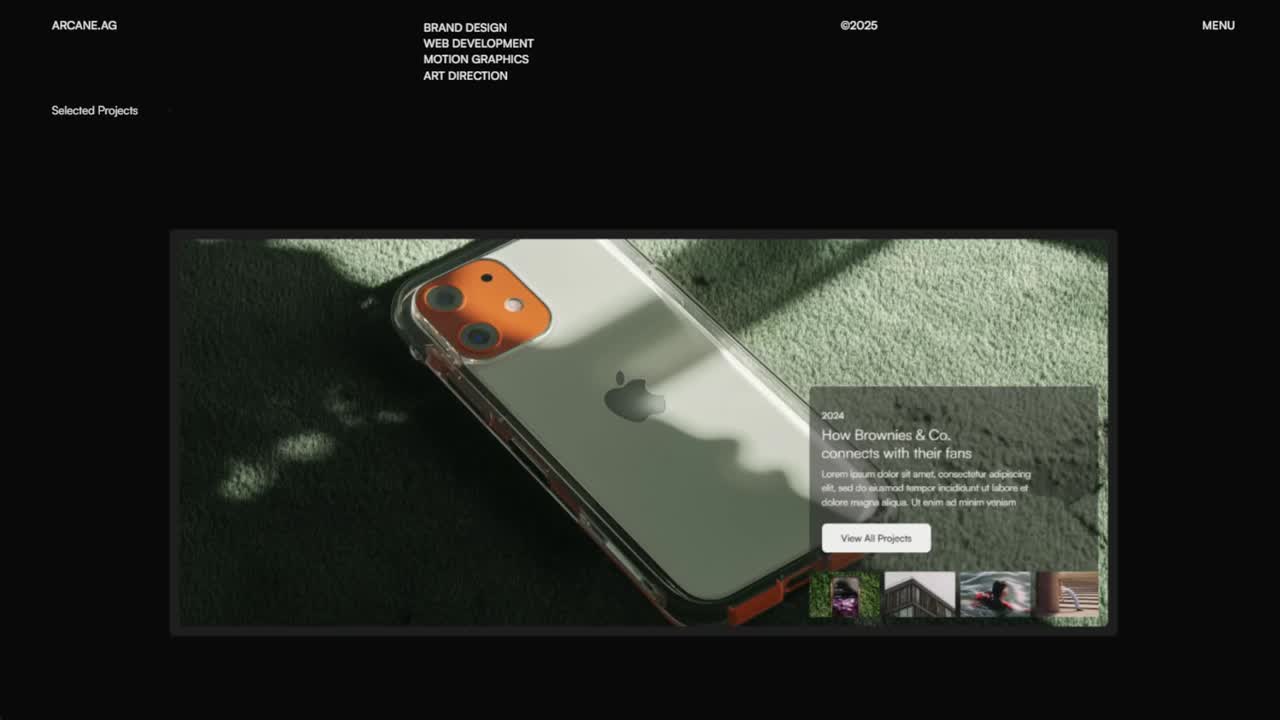 ARCANE.AG
BRAND DESIGN
WEB DEVELOPMENT
MOTION GRAPHICS
ART DIRECTION
©2025
MENU
Selected Projects
2024
How Brownies & Co.
connects with their fans
Lorem ipsum dolor sit amet, consectetur adipiscing
elit, sed do eiusmod tempor incididunt ut labore et
dolore magna aliqua. Ut enim ad minim veniam
View All Projects